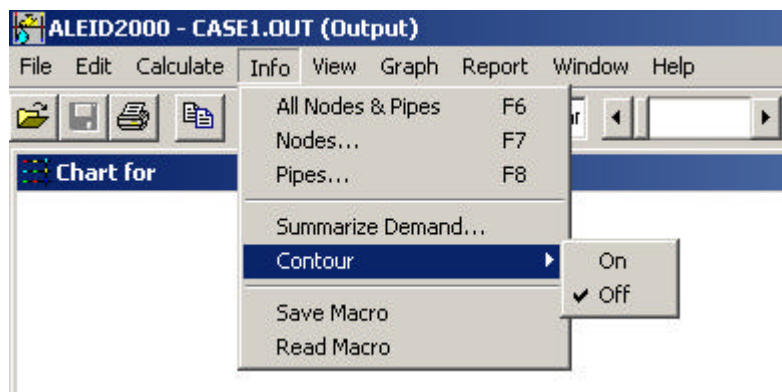 ALEID2000 - CASE1.OUT (Output)
File Edit Calculate Info View Graph Report Window Help
All Nodes & Pipes F6
Nodes... F7
Chart for
Pipes... F8
Summarize Demand...
Contour
On
Off
Save Macro
Read Macro